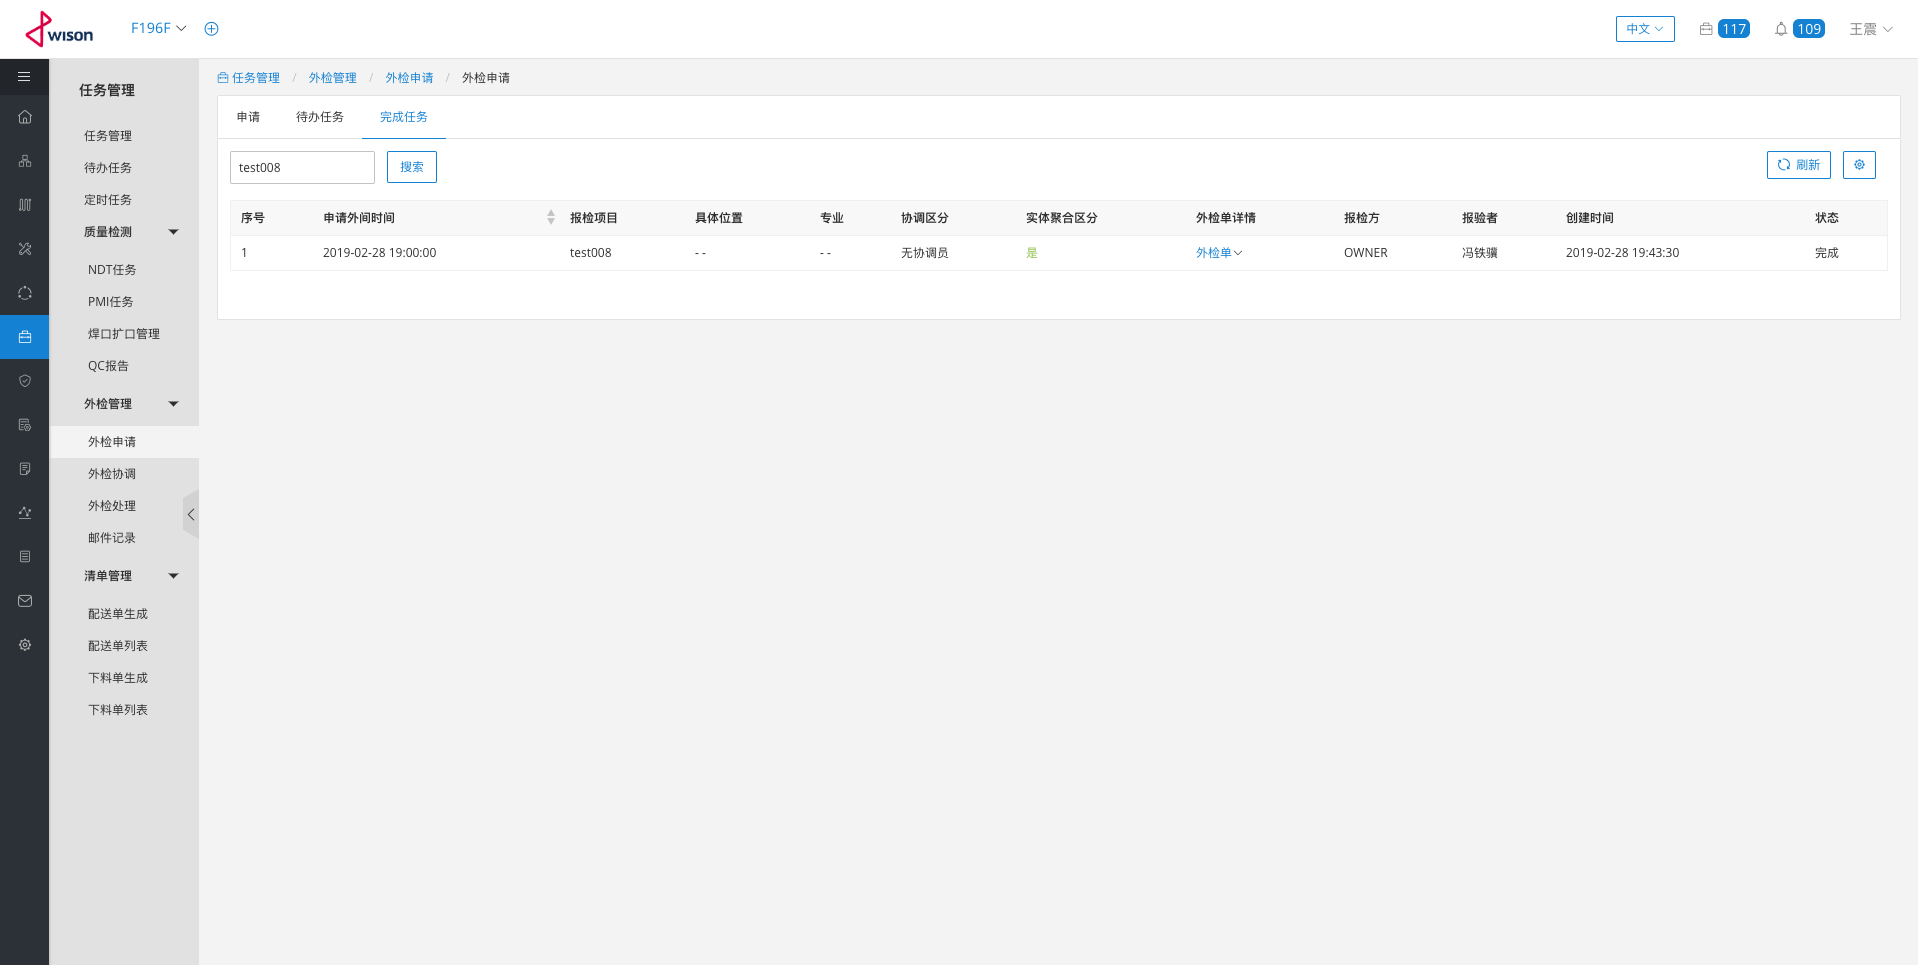 wison
F196F
中文
117
109
王震
任务管理
任务管理
待办任务
定时任务
质量检测
NDT任务
PMI任务
焊口扩口管理
QC报告
外检管理
外检申请
外检协调
外检处理
邮件记录
清单管理
配送单生成
配送单列表
下料单生成
下料单列表
任务管理 / 外检管理 / 外检申请 / 外检申请
申请 待办任务 完成任务
test008 搜索 刷新
序号 申请外间时间 报检项目 具体位置 专业 协调区分 实体聚合区分 外检单详情 报检方 报验者 创建时间 状态
1 2019-02-28 19:00:00 test008 - - - - 无协调员 是 外检单 OWNER 冯铁骥 2019-02-28 19:43:30 完成